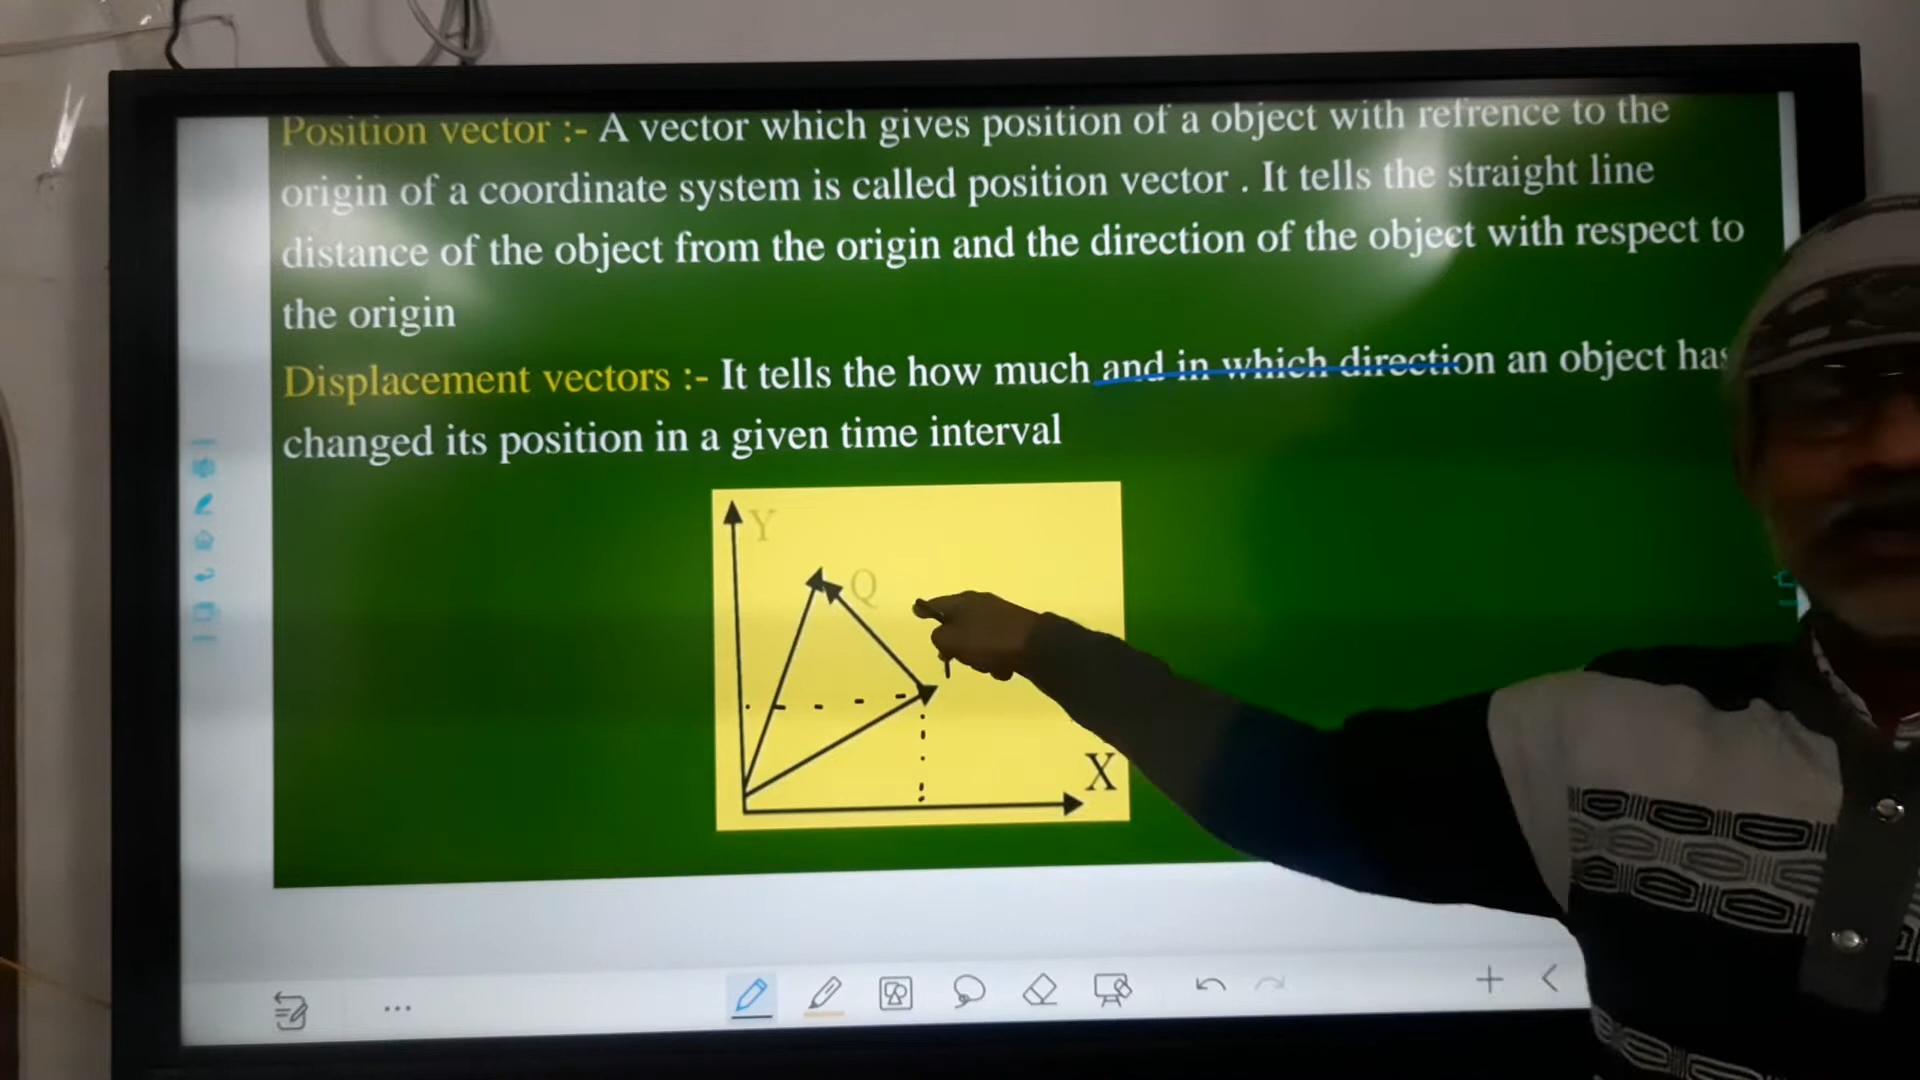 Position vector :- A vector which gives position of a object with refrence to the
origin of a coordinate system is called position vector . It tells the straight line
distance of the object from the origin and the direction of the object with respect to
the origin
Displacement vectors :- It tells the how much and in which direction an object has
changed its position in a given time interval
Y
Q
X